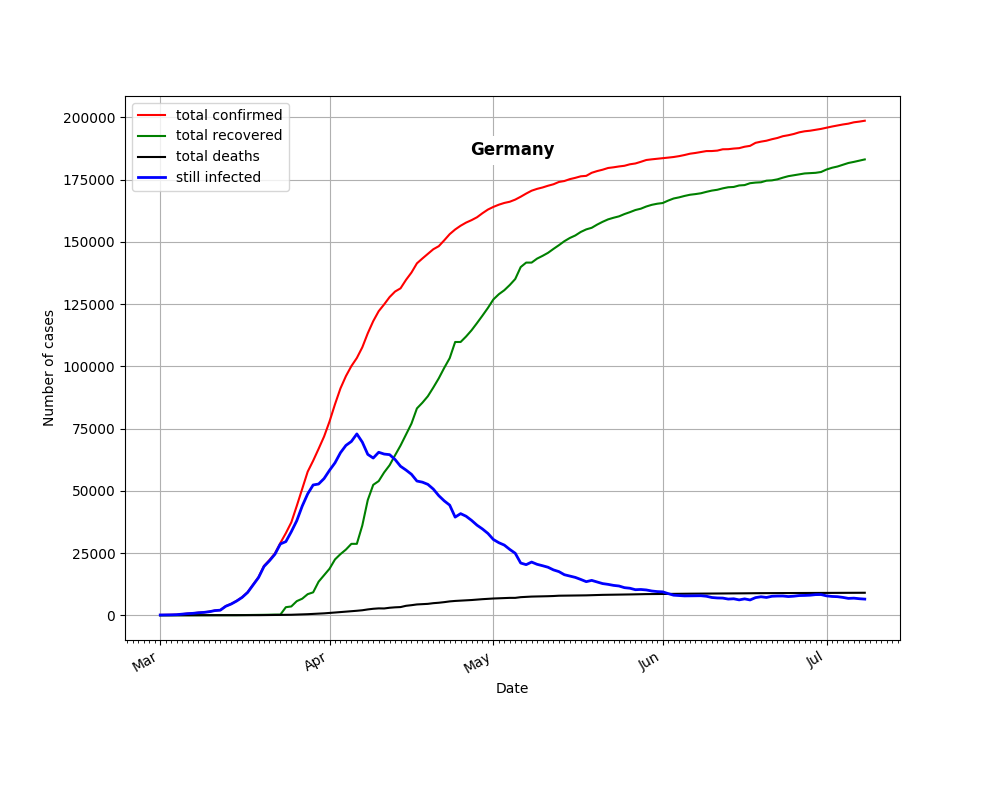 total confirmed
total recovered
total deaths
still infected
Germany
200000
175000
150000
125000
100000
75000
50000
25000
0
Number of cases
Mar
Apr
May
Jun
Jul
Date